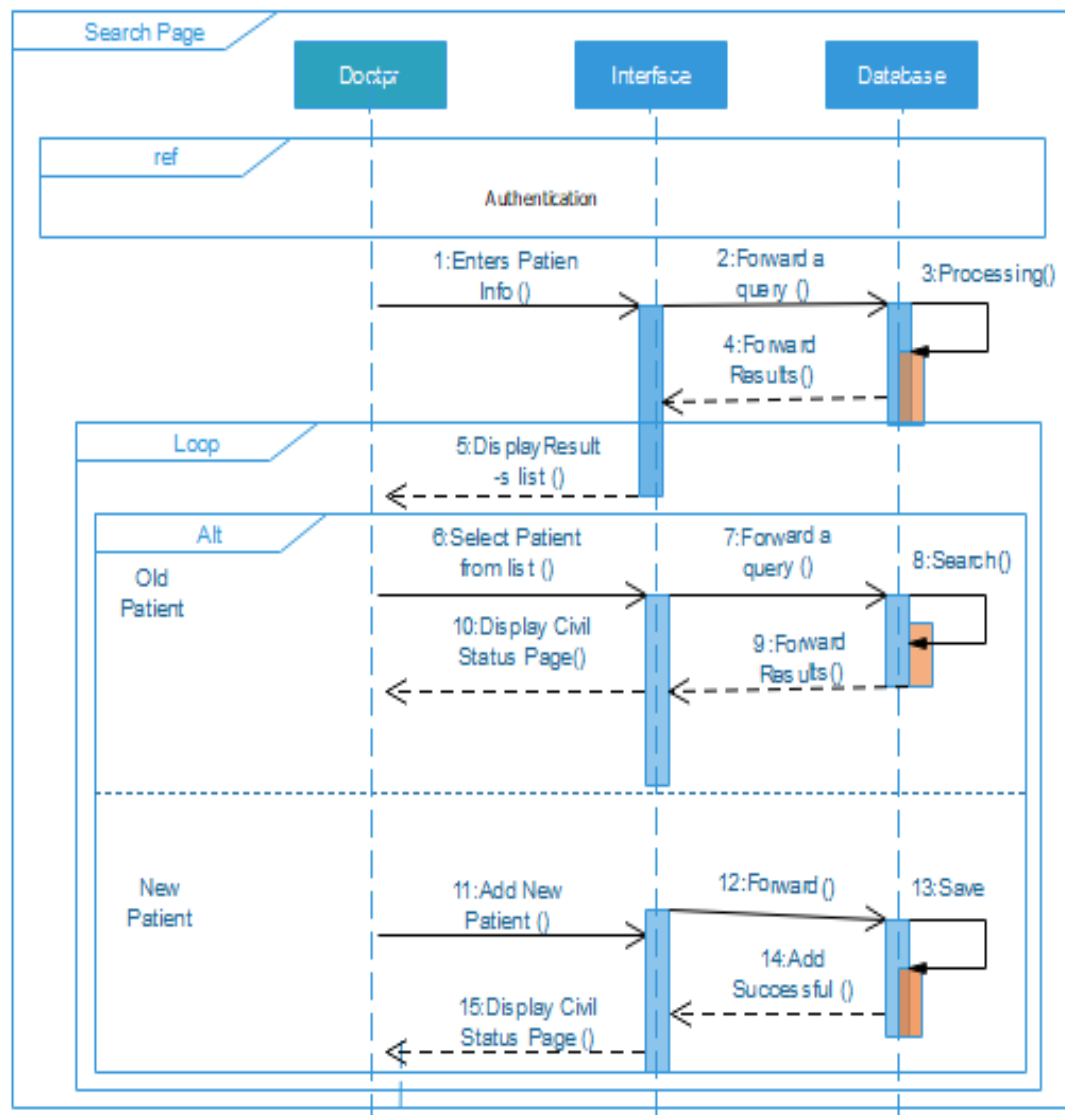 Search Page
Doctpr
Interface
Database
ref
Authentication
1:Enters Patien
Info ()
2:Forward a
query ()
3:Processing()
4:Forward
Results()
Loop
5:DisplayResult
-s list ()
Alt
Old
Patient
6:Select Patient
from list ()
7:Forward a
query ()
8:Search()
10:Display Civil
Status Page()
9:Forward
Results()
New
Patient
11:Add New
Patient ()
12:Forward()
13:Save
14:Add
Successful ()
15:Display Civil
Status Page ()